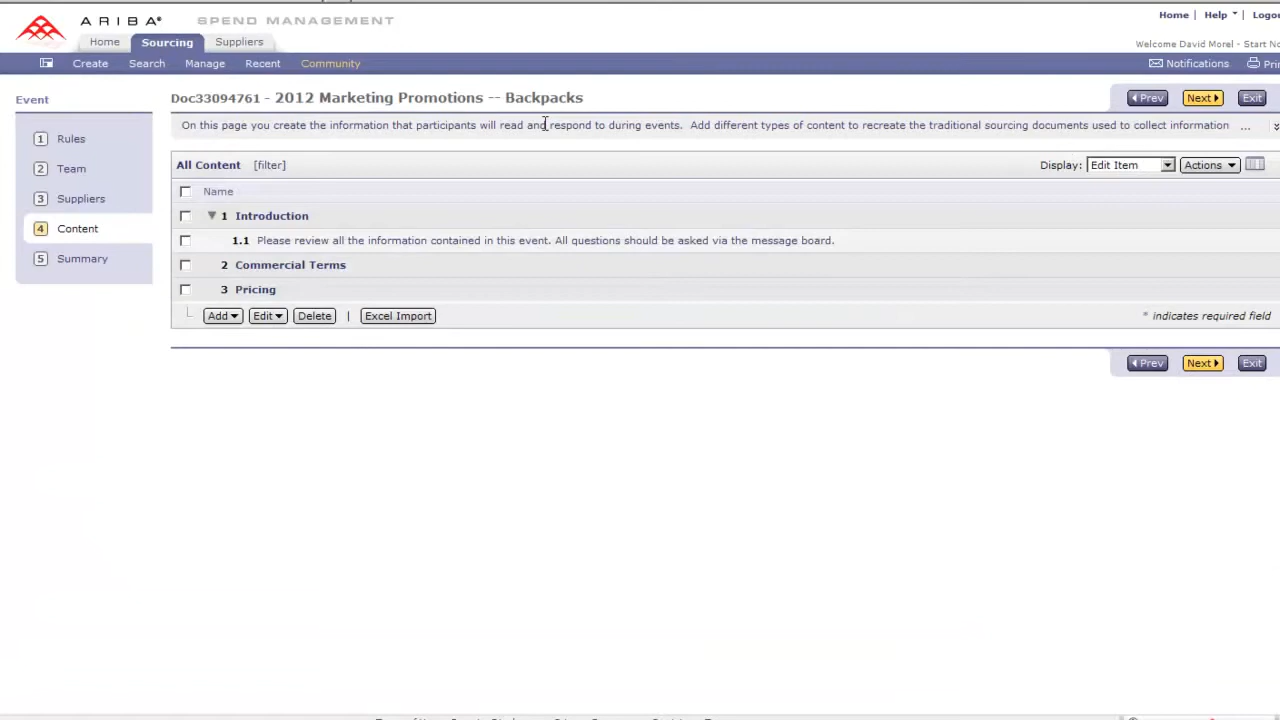 ARIBA® SPEND MANAGEMENT
Home | Help | Logo
Home Sourcing Suppliers
Welcome David Morel - Start No
Create Search Manage Recent Community
Notifications Prin
Event
Doc33094761 - 2012 Marketing Promotions -- Backpacks
Prev Next Exit
On this page you create the information that participants will read and respond to during events. Add different types of content to recreate the traditional sourcing documents used to collect information ...
1 Rules
2 Team
3 Suppliers
4 Content
5 Summary
All Content [filter]
Display: Edit Item Actions
Name
1 Introduction
1.1 Please review all the information contained in this event. All questions should be asked via the message board.
2 Commercial Terms
3 Pricing
Add Edit Delete | Excel Import
* indicates required field
Prev Next Exit